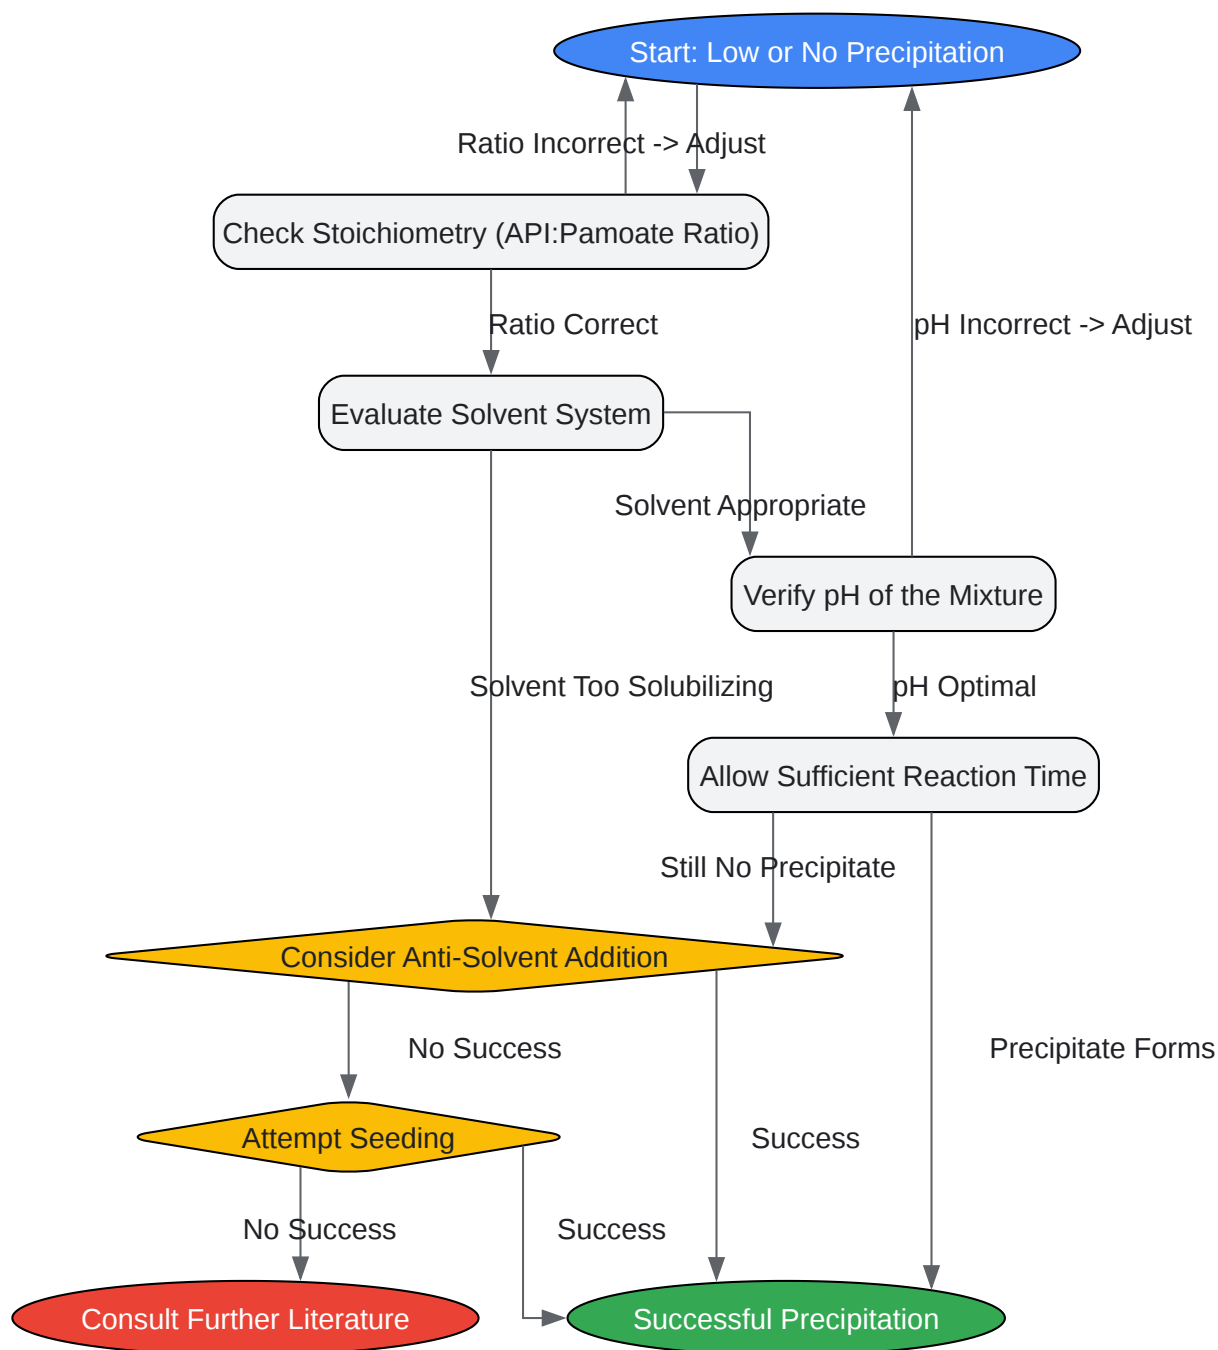 Start: Low or No Precipitation
Ratio Incorrect -> Adjust
Check Stoichiometry (API:Pamoate Ratio)
Ratio Correct
pH Incorrect -> Adjust
Evaluate Solvent System
Solvent Appropriate
Verify pH of the Mixture
Solvent Too Solubilizing
pH Optimal
Allow Sufficient Reaction Time
Still No Precipitate
Consider Anti-Solvent Addition
No Success
Precipitate Forms
Attempt Seeding
Success
No Success
Success
Consult Further Literature
Successful Precipitation